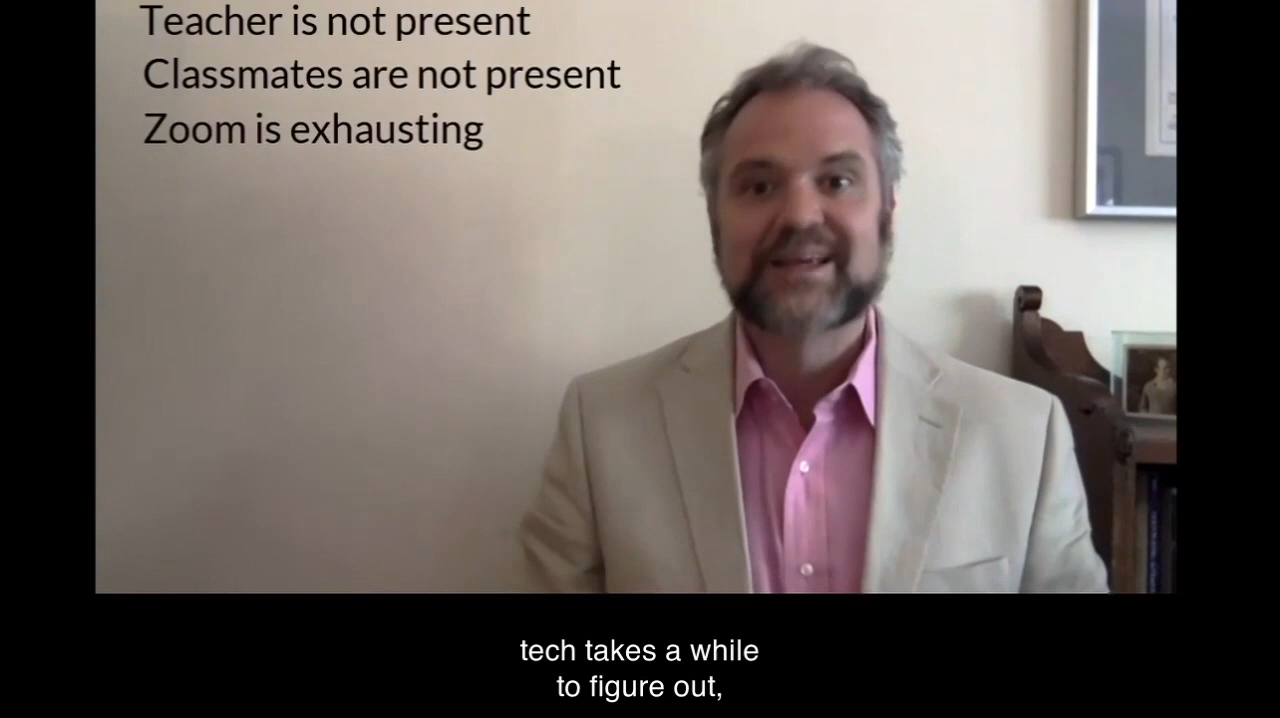 Teacher is not present
Classmates are not present
Zoom is exhausting
tech takes a while
to figure out,